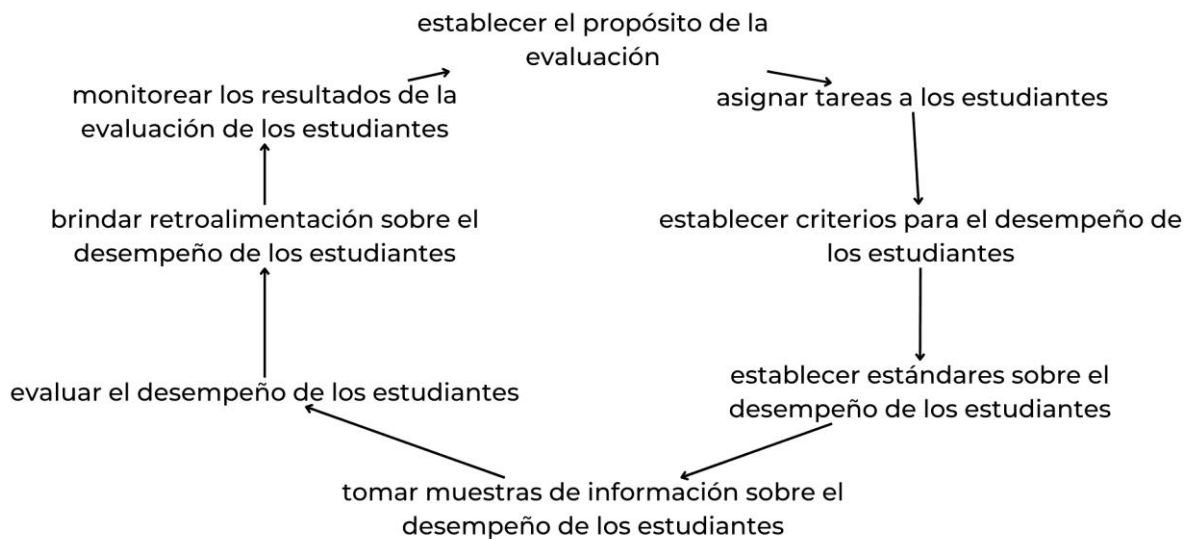 establecer el propósito de la
evaluación
asignar tareas a los estudiantes
establecer criterios para el desempeño de
los estudiantes
establecer estándares sobre el
desempeño de los estudiantes
tomar muestras de información sobre el
desempeño de los estudiantes
evaluar el desempeño de los estudiantes
brindar retroalimentación sobre el
desempeño de los estudiantes
monitorear los resultados de la
evaluación de los estudiantes